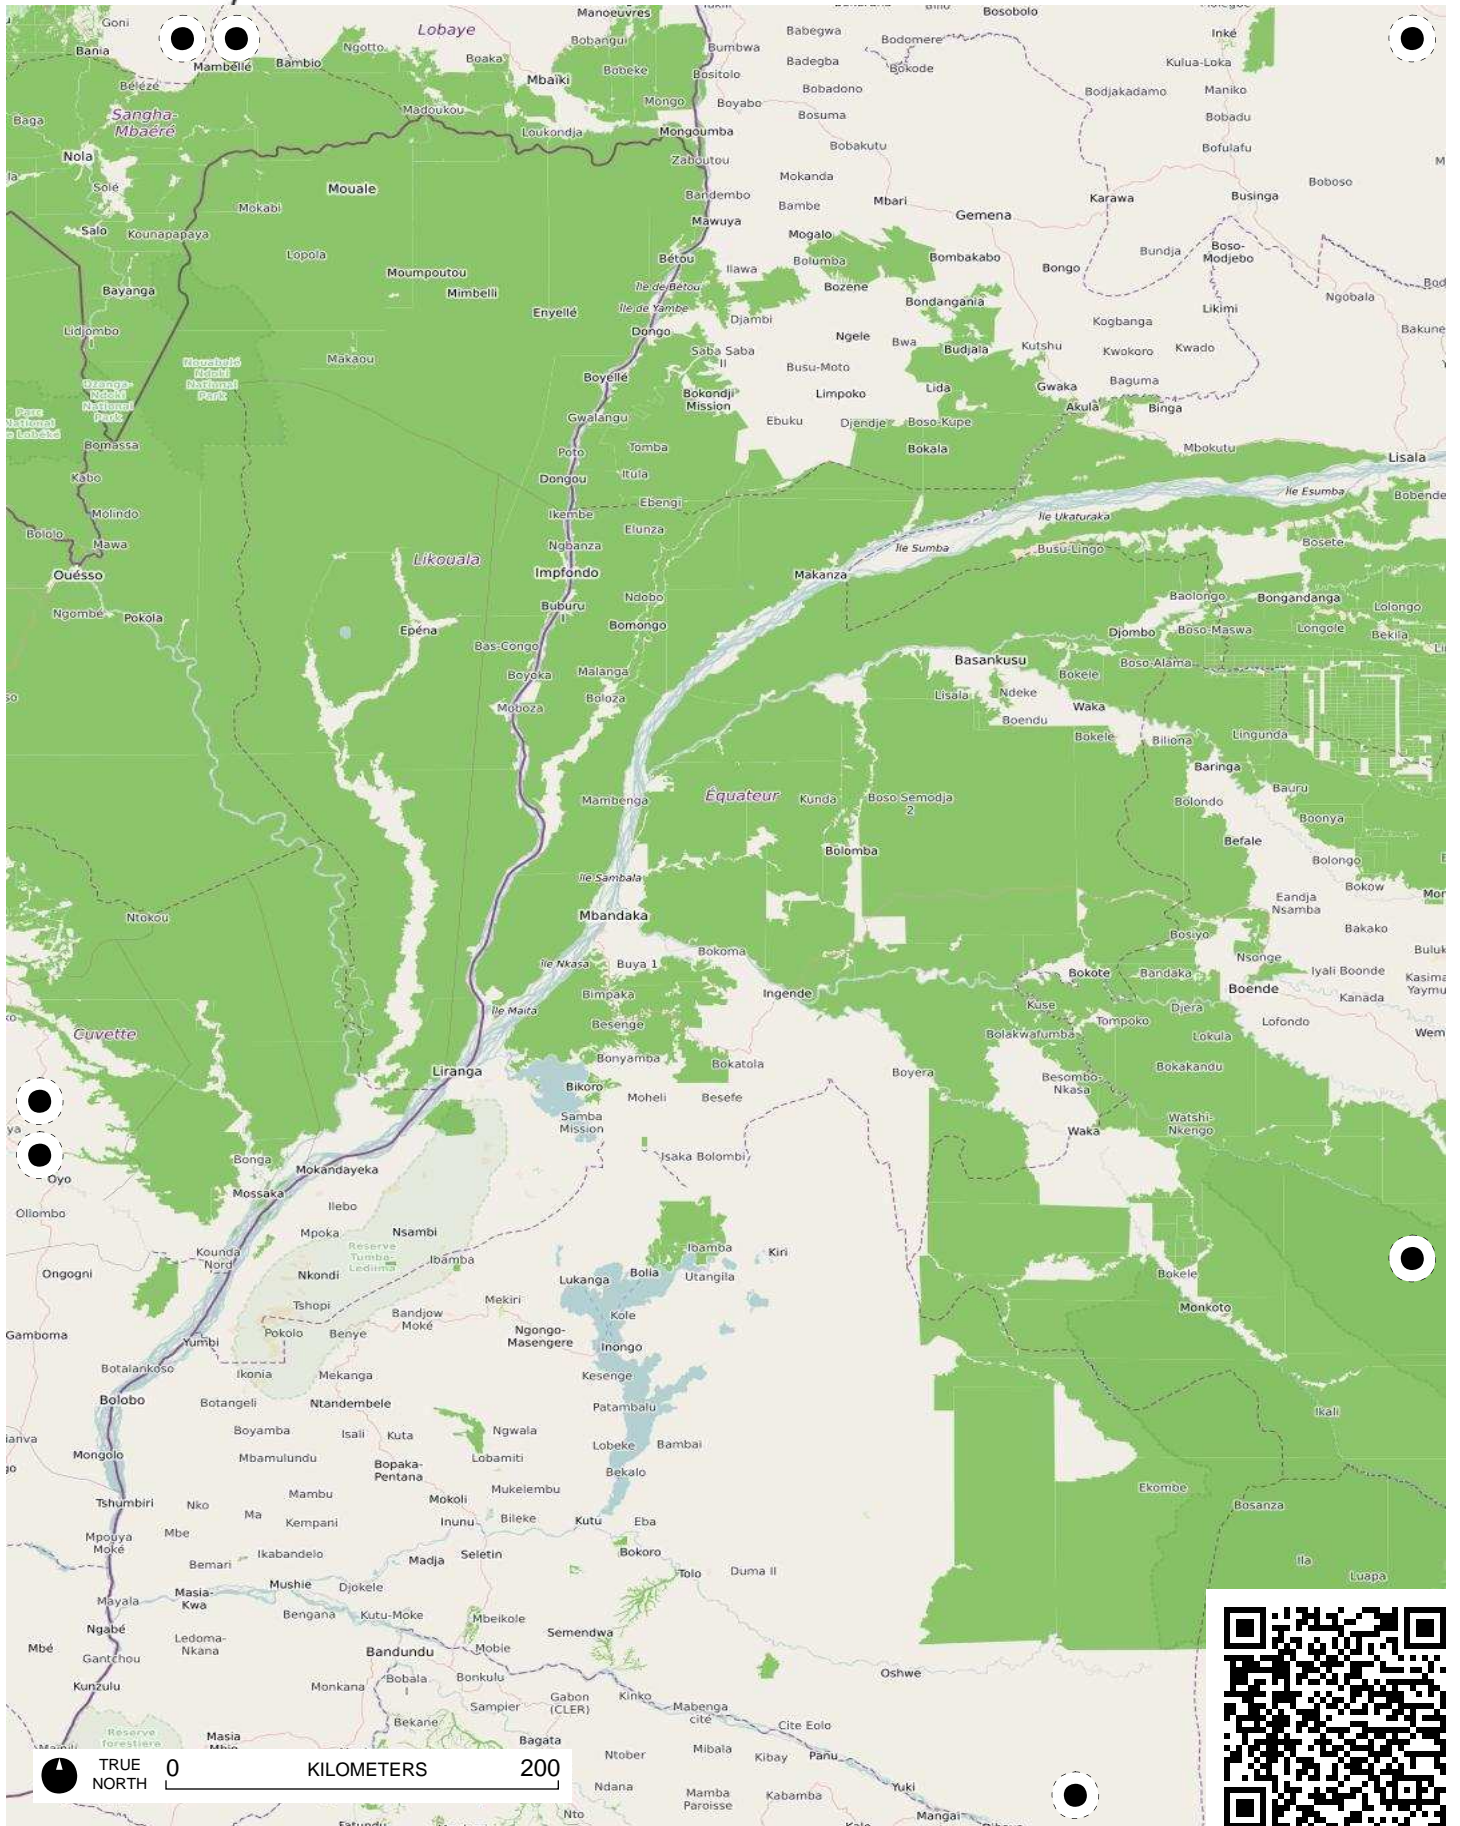 Goni
Lobaye
Manoeuvres
Bosobolo
Bania
Ngotto
Bobangui
Bumbwa
Babegwa
Bodomere
Inké
Mambéllé
Bambio
Boaka
Mbaïki
Bobeke
Bositolo
Badegba
Bokode
Kulua-Loka
Bélézé
Bobadono
Bodjakadamo
Maniko
Sangha-
Mbaéré
Baga
Madoukou
Mongo
Boyabo
Bosuma
Bobadu
Loukondja
Mongoumba
Nola
Zaboutou
Bobakutu
Bofulafu
Solé
Mouale
Mokanda
Boboso
Mokabi
Bandembo
Bambe
Mbari
Gemena
Karawa
Businga
Salo
Kounapapaya
Mawuya
Mogalo
Lopola
Moumpoutou
Bétou
Ilawa
Bolumba
Bombakabo
Bongo
Bundja
Boso-
Modjebo
Bayanga
Mimbelli
Île de Bétou
Bozene
Ngobala
Enyellé
Île de Yambe
Bondangania
Likimi
Lidjombo
Dongo
Djambi
Kogbanga
Bakune
Makaou
Nouabalé
Ndoki
National
Park
Saba Saba
II
Ngele
Bwa
Budjala
Kutshu
Kwokoro
Kwado
Dzanga-
Ndoki
National
Park
Boyellé
Busu-Moto
Baguma
Parc
National
e Lobéké
Bokondji
Mission
Limpoko
Lida
Gwaka
Akula
Binga
Gwalangu
Ebuku
Djendje
Boso-Kupe
Bomassa
Poto
Tomba
Bokala
Mbokutu
Lisala
Kabo
Dongou
Itula
Île Esumba
Bobende
Molindo
Ikembe
Ebengi
Île Ukaturaka
Bololo
Mawa
Ngbanza
Elunza
Île Sumba
Busu-Lingo
Bosete
Likouala
Ouésso
Impfondo
Makanza
Ngombé
Pokola
Buburu
I
Ndobo
Baolongo
Bongandanga
Lolongo
Epéna
Bomongo
Djombo
Boso-Maswa
Longole
Bekila
Bas-Congo
Basankusu
Boso-Alama
Boyoka
Malanga
Bokele
Moboza
Boloza
Lisala
Ndeke
Waka
Boendu
Bokele
Biliona
Lingunda
Baringa
Mambenga
Équateur
Kunda
Boso Semodja
2
Bolondo
Bauru
Boonya
Bolomba
Befale
Bolongo
Île Sambala
Bokow
Mbandaka
Eandja
Nsamba
Ntokou
Bakako
Bosiyo
Bokoma
Nsonge
Buluk
Île Nkasa
Buya 1
Bokote
Bandaka
Iyali Boonde
Kasima
Yaymu
Bimpaka
Ingende
Boende
Kanada
Île Maita
Kuse
Djera
Cuvette
Besenge
Bolakwafumba
Tompoko
Lokula
Lofondo
Wem
Liranga
Bonyamba
Bokatola
Boyera
Bokakandu
Bikoro
Moheli
Besefe
Besombo-
Nkasa
Samba
Mission
Watshi-
Nkengo
Waka
Bonga
Mokandayeka
Isaka Bolombi
Oyo
Mossaka
Ollombo
Ilebo
Mpoka
Nsambi
Kounda
Nord
Reserve
Tumba-
Lediima
Ibamba
Ibamba
Kiri
Ongogni
Nkondi
Lukanga
Bolia
Utangila
Bokele
Tshopi
Mekiri
Kole
Monkoto
Gamboma
Yumbi
Pokolo
Benye
Bandjow
Moké
Ngongo-
Masengere
Inongo
Botalankoso
Ikonia
Mekanga
Kesenge
Bolobo
Botangeli
Ntandembele
Patambalu
Ikali
Boyamba
Isali
Kuta
Ngwala
Lobeke
Bambai
Mongolo
Mbamulundu
Bopaka-
Pentana
Lobamiti
Bekalo
Ekombe
Tshumbiri
Nko
Mambu
Mokoli
Mukelembu
Bosanza
Ma
Kempani
Inunu
Bileke
Kutu
Eba
Mpouya
Moké
Mbe
Ikabandelo
Bemari
Madja
Seletin
Bokoro
Ila
Mushie
Djokele
Tolo
Duma II
Luapa
Mayala
Masia-
Kwa
Bengana
Kutu-Moke
Mbeikole
Ngabé
Ledoma-
Nkana
Semendwa
Mbé
Gantchou
Bandundu
Mobie
Kunzulu
Monkana
Bobala
I
Bonkulu
Oshwe
Sampier
Gabon
(CLER)
Kinko
Mabenga
cité
Reserve
forestiere
Masia
Bekane
Bagata
Cite Eolo
Ntober
Mibala
Kibay
Panu
TRUE
NORTH
0
KILOMETERS
200
Ndana
Mamba
Paroisse
Kabamba
Yuki
Nto
Mangai